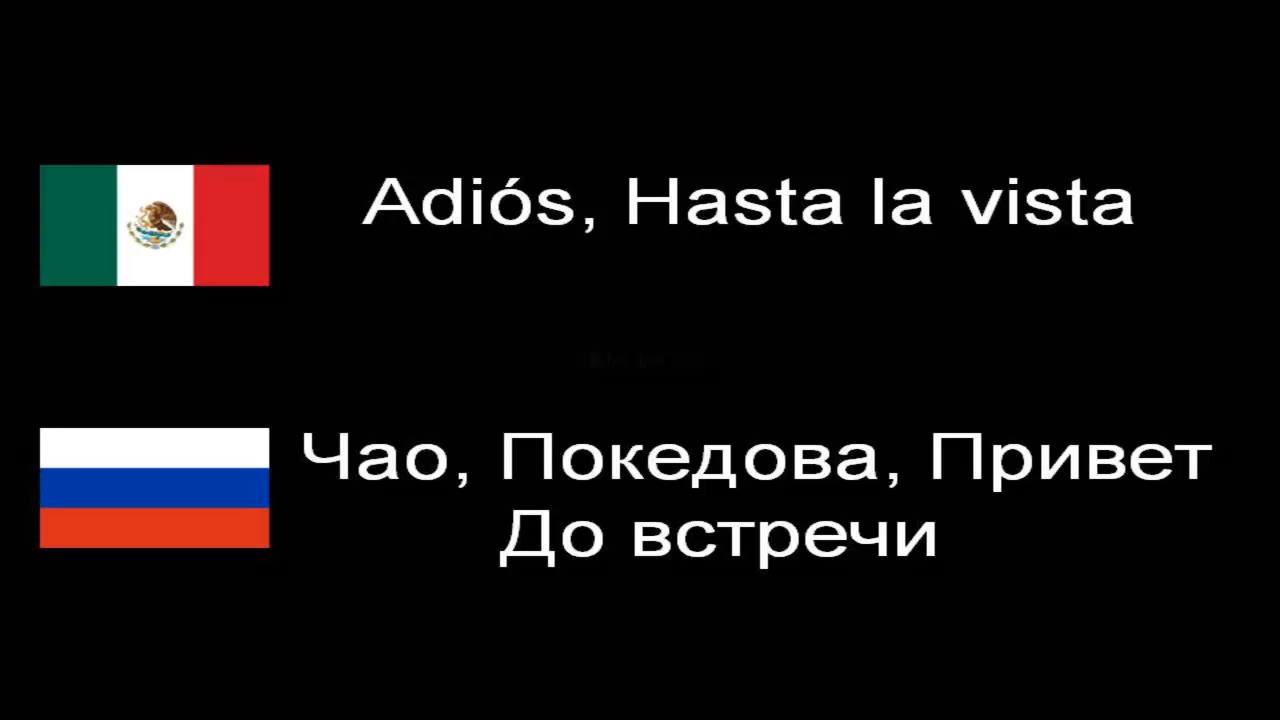 Adiós, Hasta la vista
Чао, Покедова, Привет
До встречи